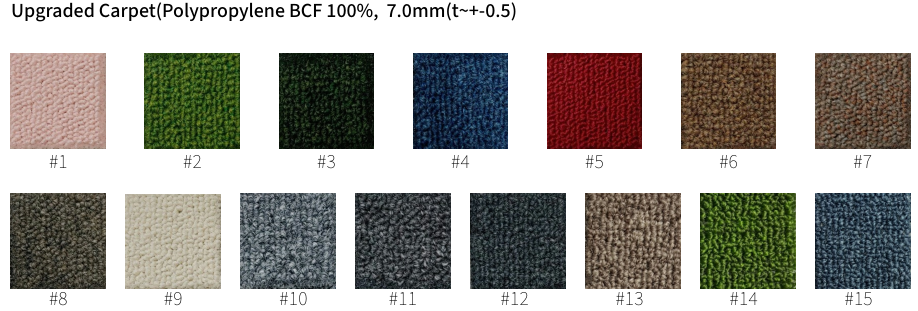 Upgraded Carpet(Polypropylene BCF 100%, 7.0mm(t~+-0.5)
#1 #2 #3 #4 #5 #6 #7
#8 #9 #10 #11 #12 #13 #14 #15